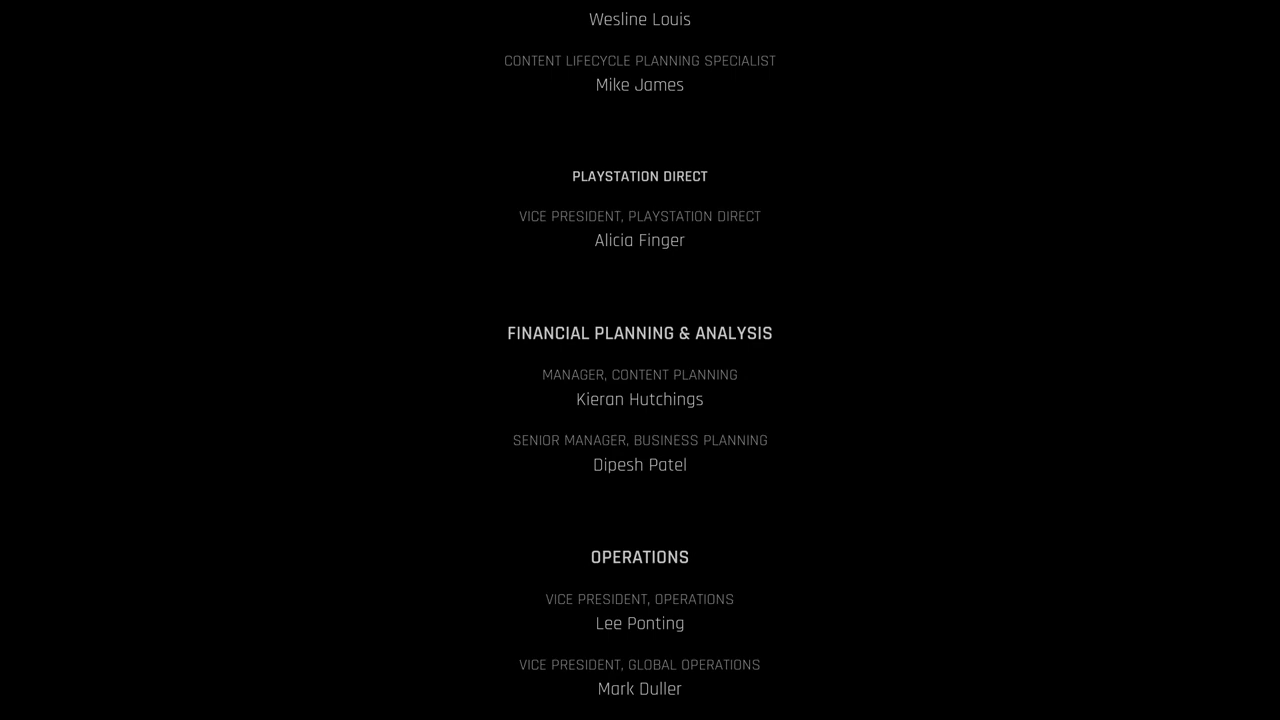 Wesline Louis
CONTENT LIFECYCLE PLANNING SPECIALIST
Mike James
PLAYSTATION DIRECT
VICE PRESIDENT, PLAYSTATION DIRECT
Alicia Finger
FINANCIAL PLANNING & ANALYSIS
MANAGER, CONTENT PLANNING
Kieran Hutchings
SENIOR MANAGER, BUSINESS PLANNING
Dipesh Patel
OPERATIONS
VICE PRESIDENT, OPERATIONS
Lee Ponting
VICE PRESIDENT, GLOBAL OPERATIONS
Mark Duller